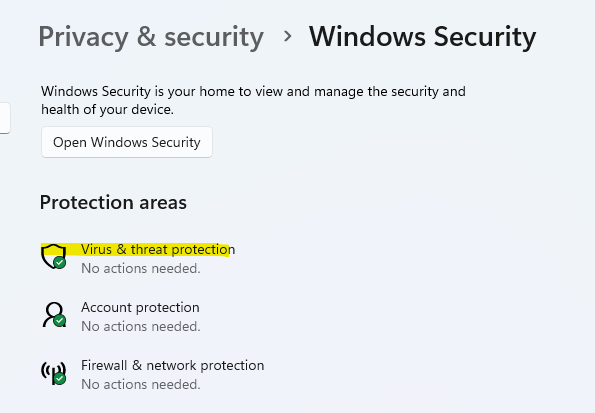 Privacy & security > Windows Security
Windows Security is your home to view and manage the security and
health of your device.
Open Windows Security
Protection areas
Virus & threat protection
No actions needed.
Account protection
No actions needed.
Firewall & network protection
No actions needed.